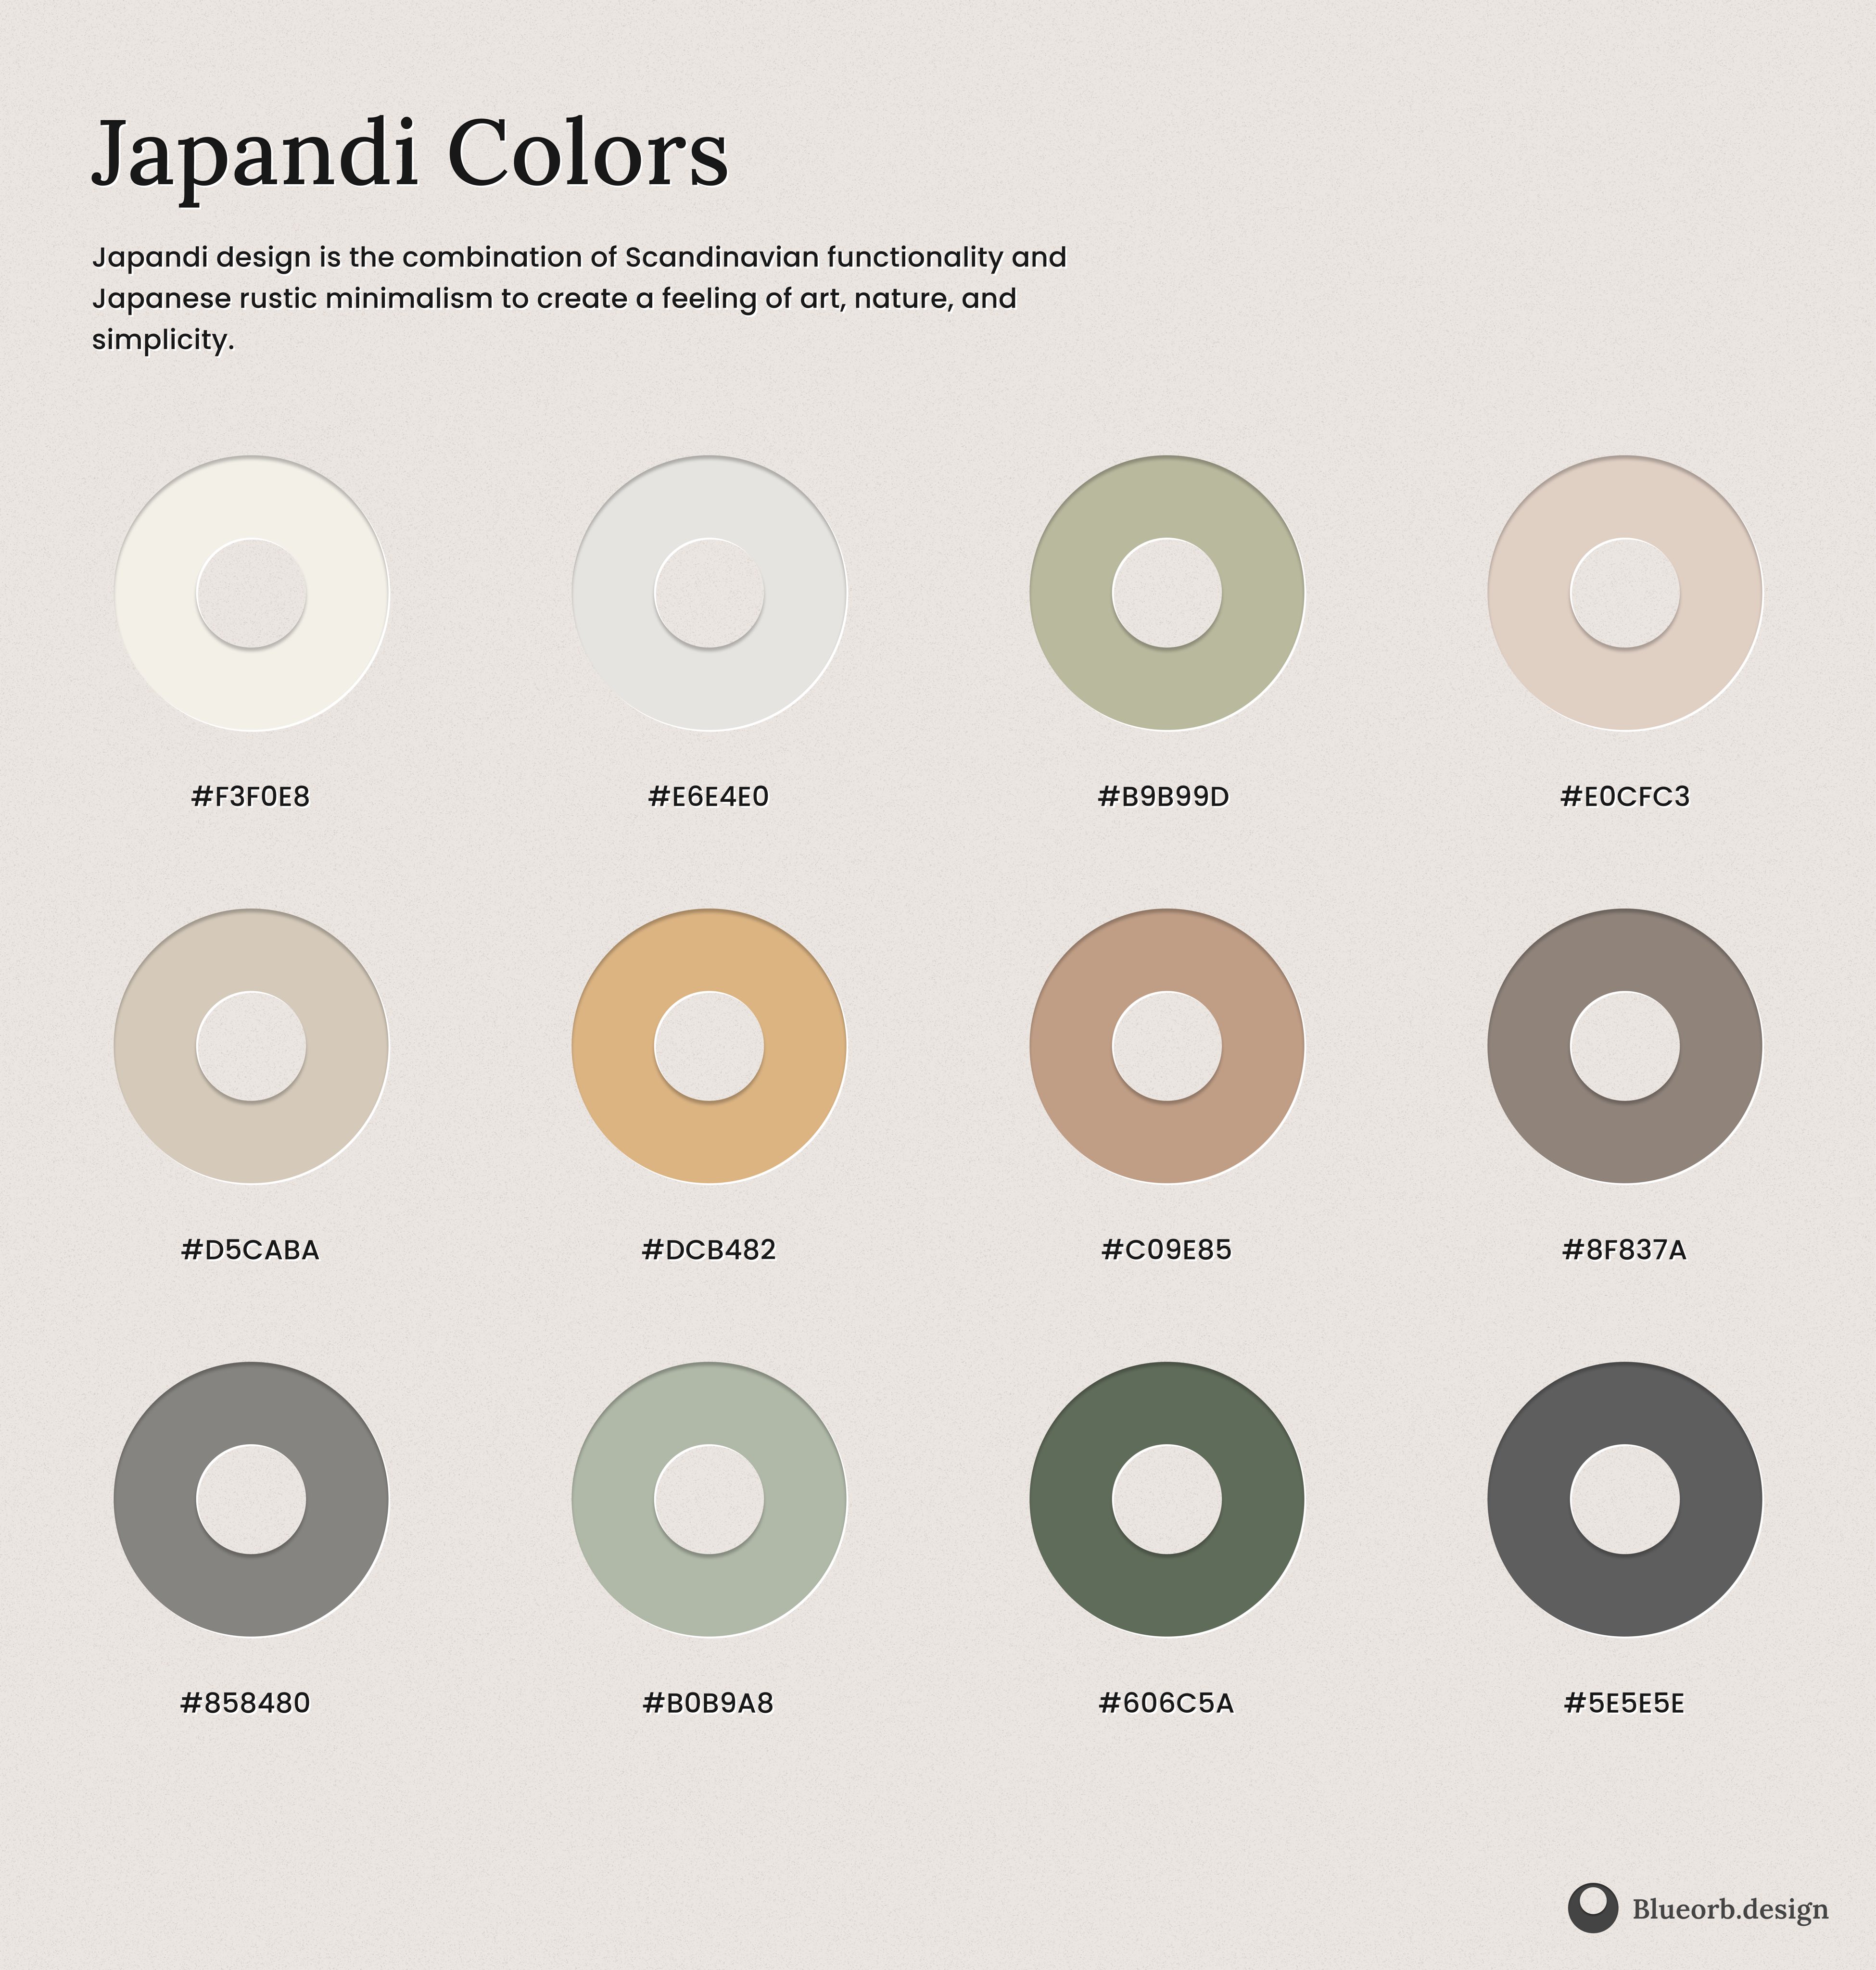 Japandi Colors
Japandi design is the combination of Scandinavian functionality and
Japanese rustic minimalism to create a feeling of art, nature, and
simplicity.
#F3F0E8 #E6E4E0 #B9B99D #E0CFC3
#D5CABA #DCB482 #C09E85 #8F837A
#858480 #B0B9A8 #606C5A #5E5E5E
Blueorb.design